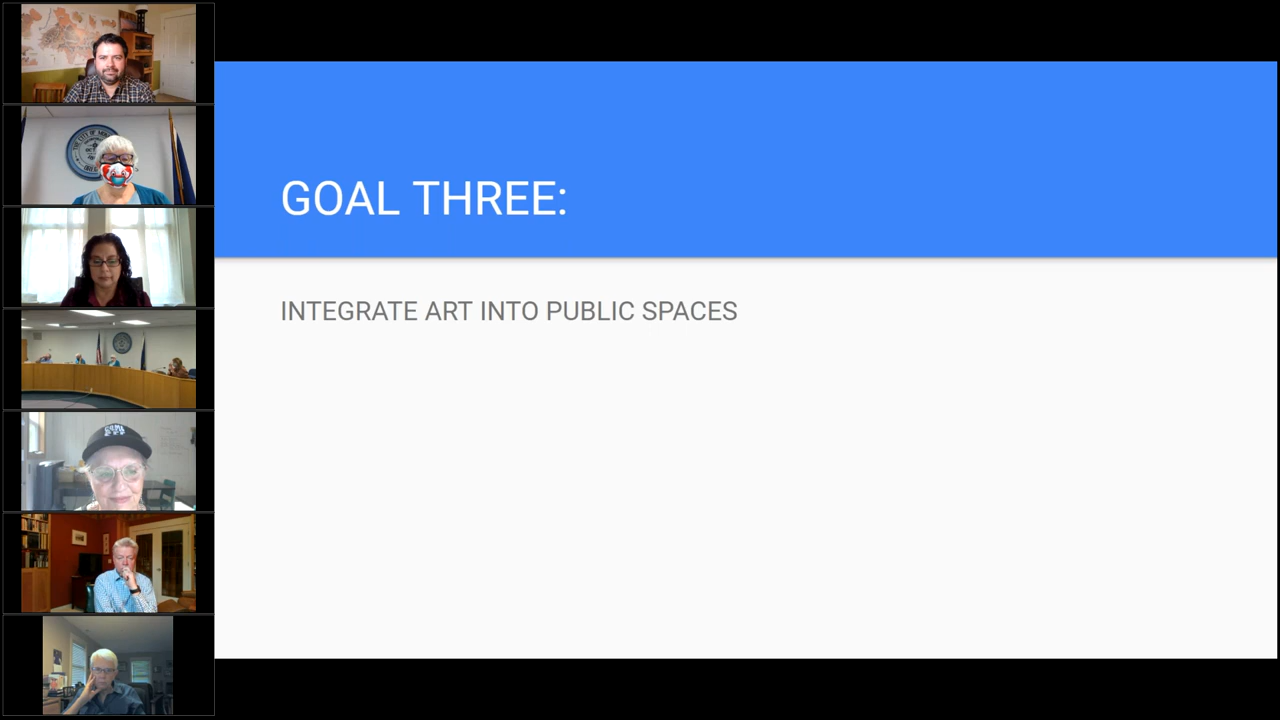 GOAL THREE:
INTEGRATE ART INTO PUBLIC SPACES